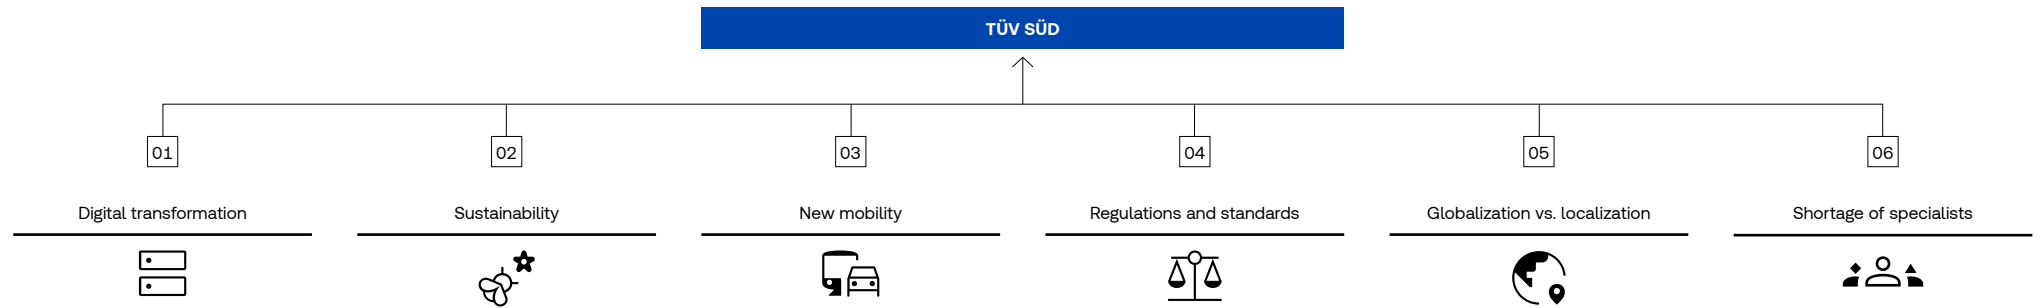 TÜV SÜD
01
02
03
04
05
06
Digital transformation
Sustainability
New mobility
Regulations and standards
Globalization vs. localization
Shortage of specialists